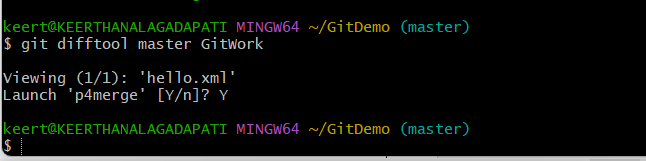 keert@KEERTHANALAGADAPATI MINGW64 ~/GitDemo (master)
$ git difftool master GitWork
Viewing (1/1): 'hello.xml'
Launch 'p4merge' [Y/n]? Y
keert@KEERTHANALAGADAPATI MINGW64 ~/GitDemo (master)
$